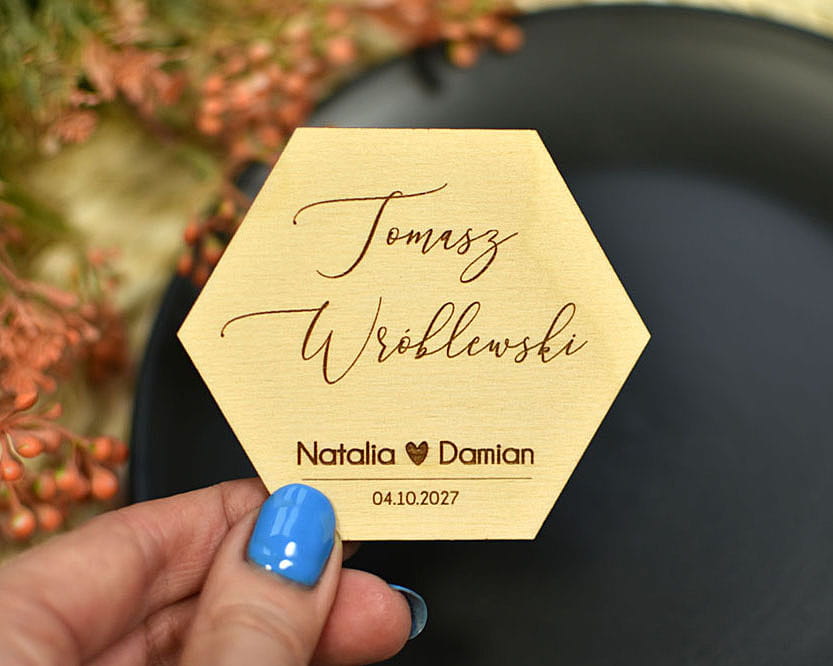 Tomasz
Wróblewski
Natalia ♥ Damian
04.10.2027